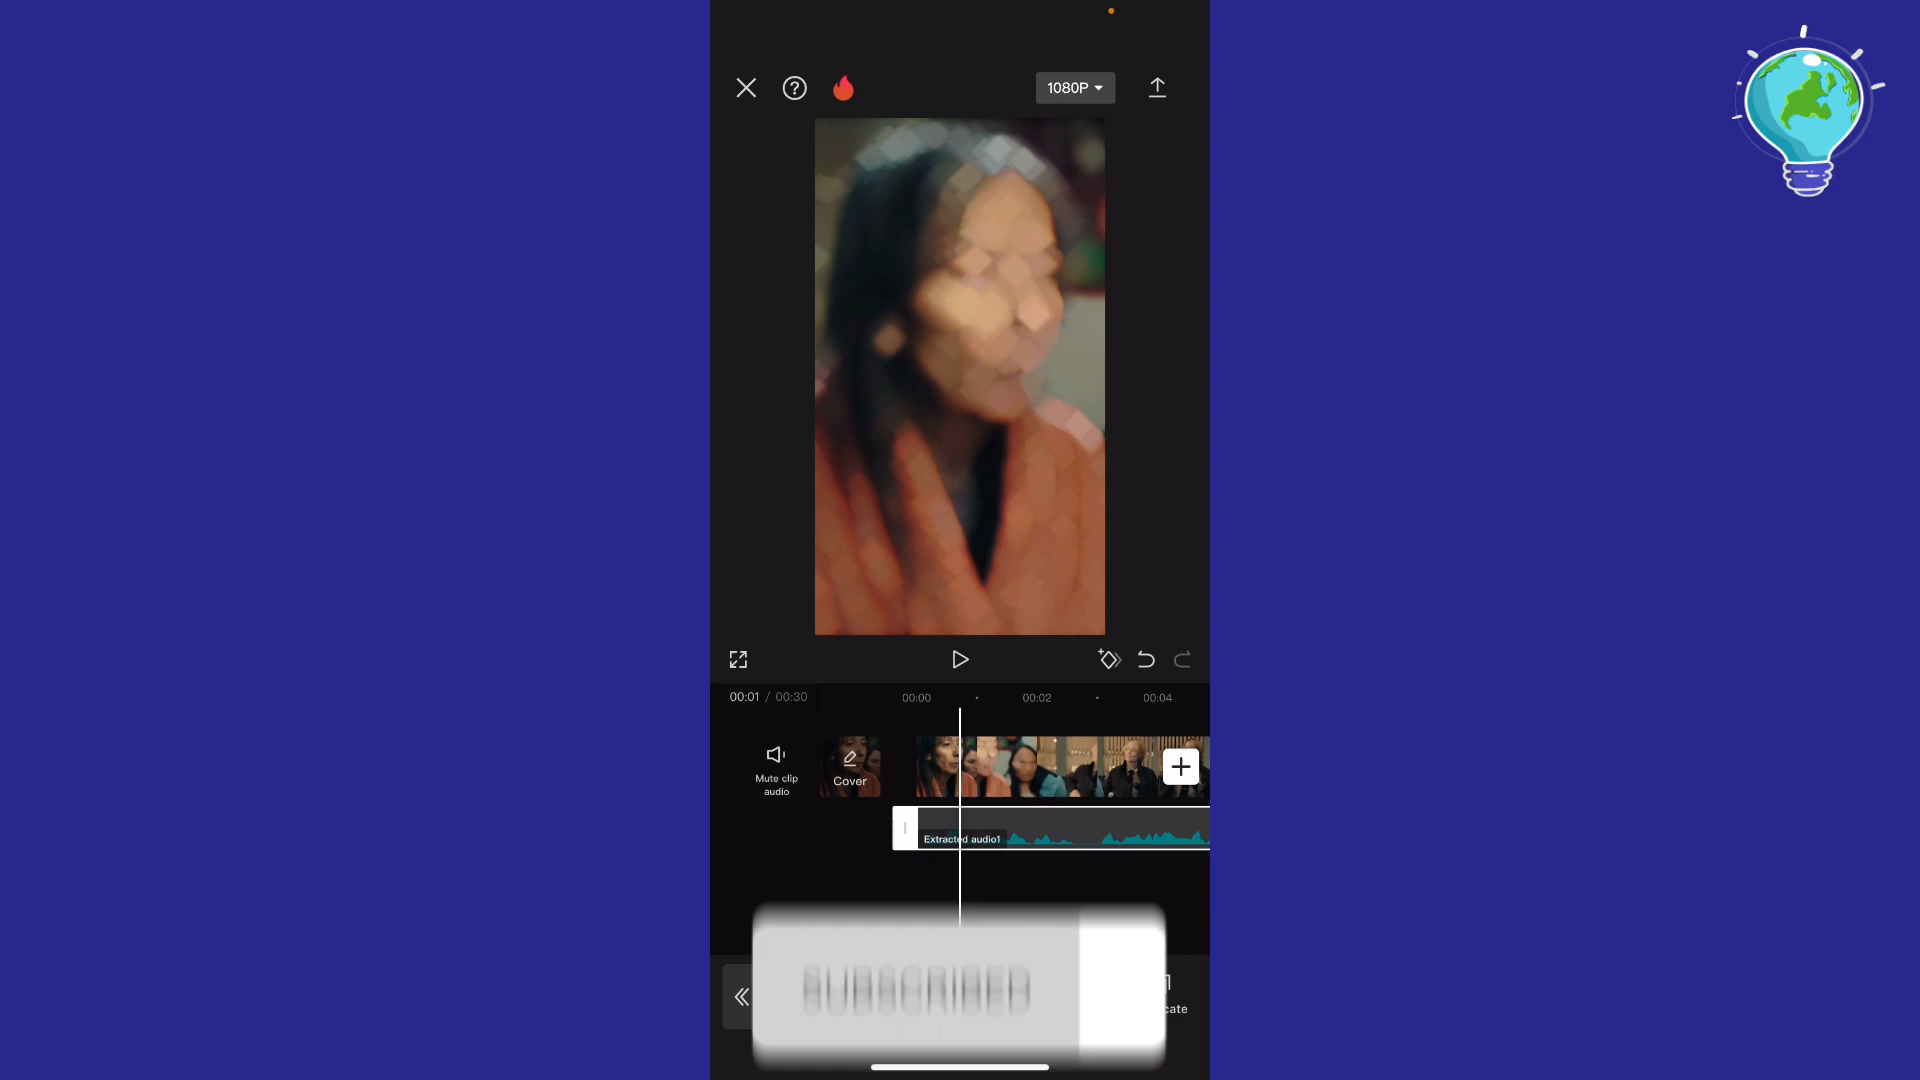 1080P
00:01 / 00:30
00:00
00:02
00:04
Mute clip
audio
Cover
Extracted audio1
SUBSCRIBED
cate